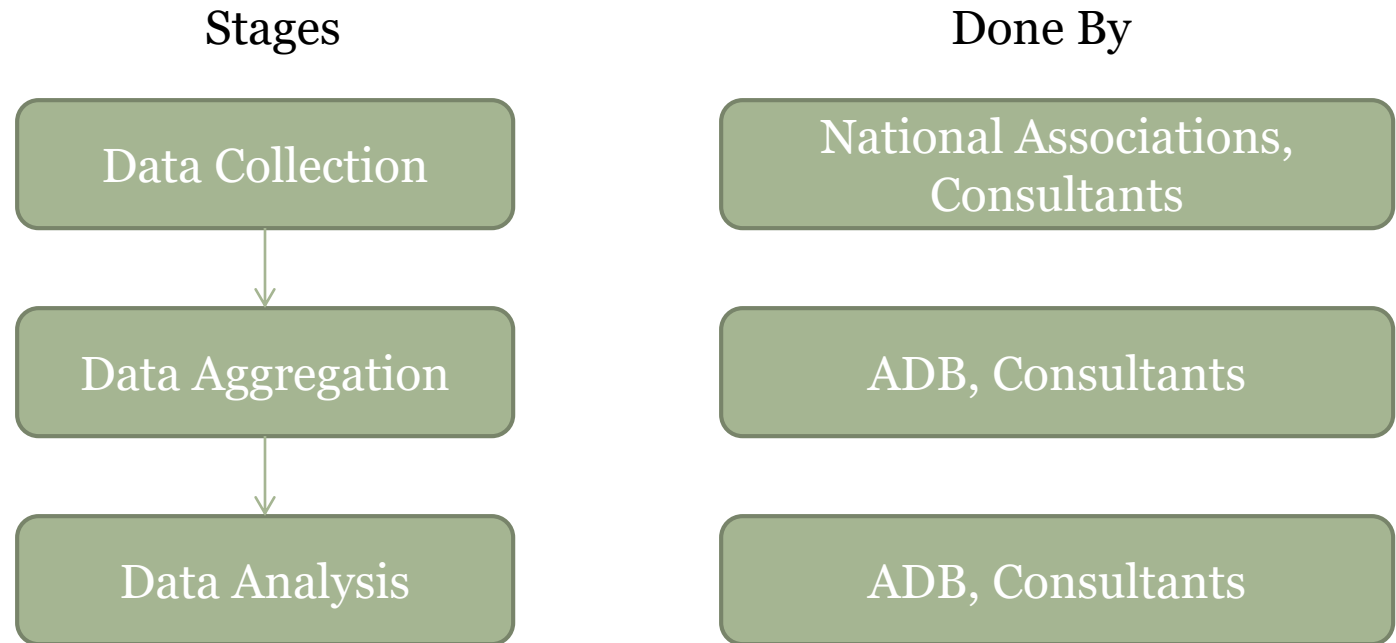 Stages
Done By
Data Collection
National Associations,
Consultants
Data Aggregation
ADB, Consultants
Data Analysis
ADB, Consultants